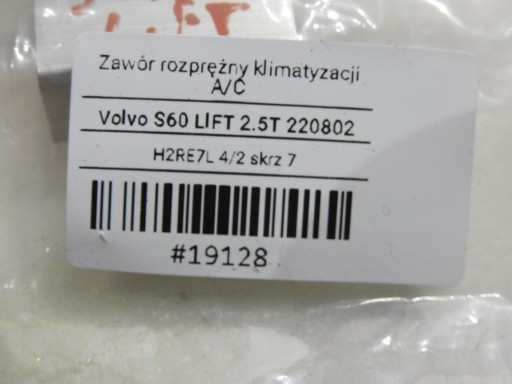 Zawór rozprężny klimatyzacji
A/C
Volvo S60 LIFT 2.5T 220802
H2RE7L 4/2 skrz 7
#19128